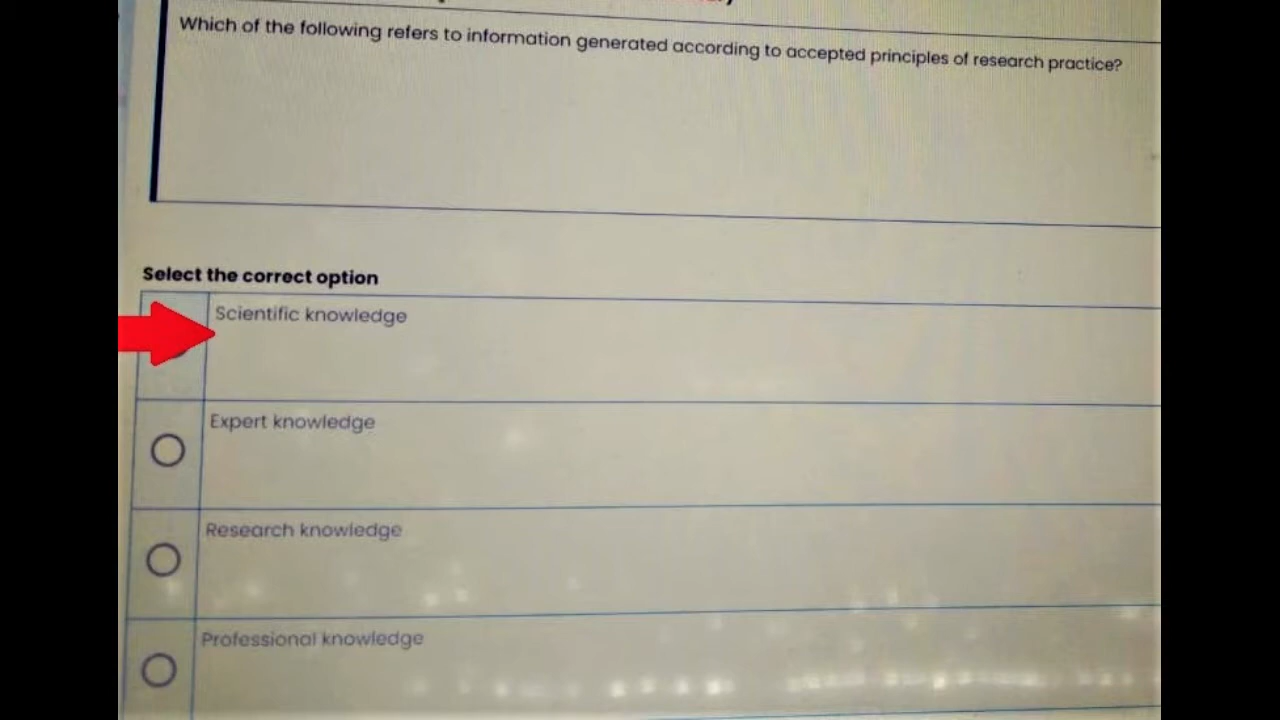 Which of the following refers to information generated according to accepted principles of research practice?
Select the correct option
Scientific knowledge
Expert knowledge
Research knowledge
Professional knowledge